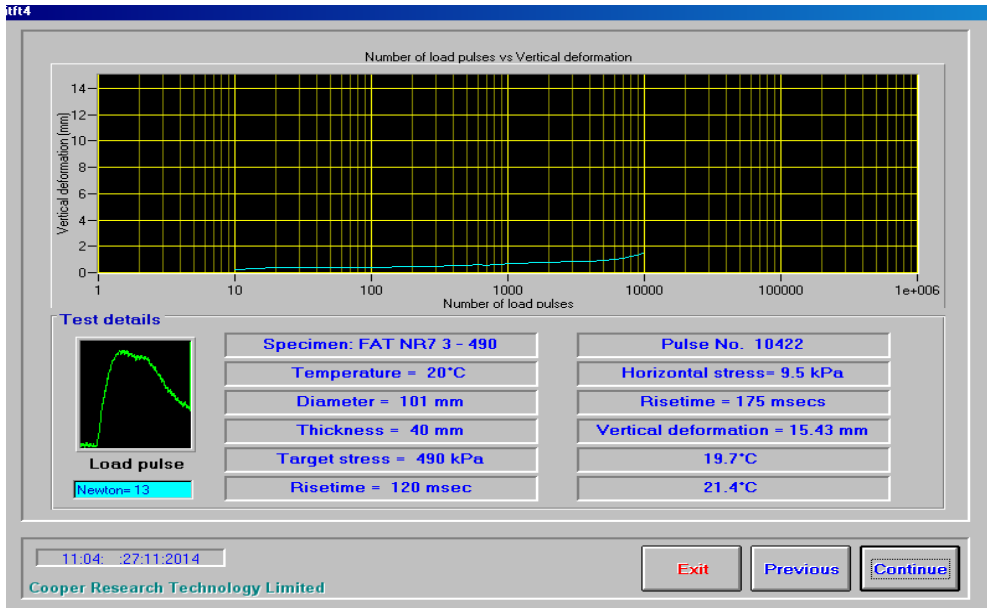 itft4
Number of load pulses vs Vertical deformation
Vertical deformation (mm)
14
12
10
8
6
4
2
0
1 10 100 1000 10000 100000 1e+006
Number of load pulses
Test details
Load pulse
Newton= 13
Specimen: FAT NR7 3 - 490
Temperature = 20°C
Diameter = 101 mm
Thickness = 40 mm
Target stress = 490 kPa
Risetime = 120 msec
Pulse No. 10422
Horizontal stress= 9.5 kPa
Risetime = 175 msecs
Vertical deformation = 15.43 mm
19.7°C
21.4°C
11:04: :27:11:2014
Cooper Research Technology Limited
Exit Previous Continue